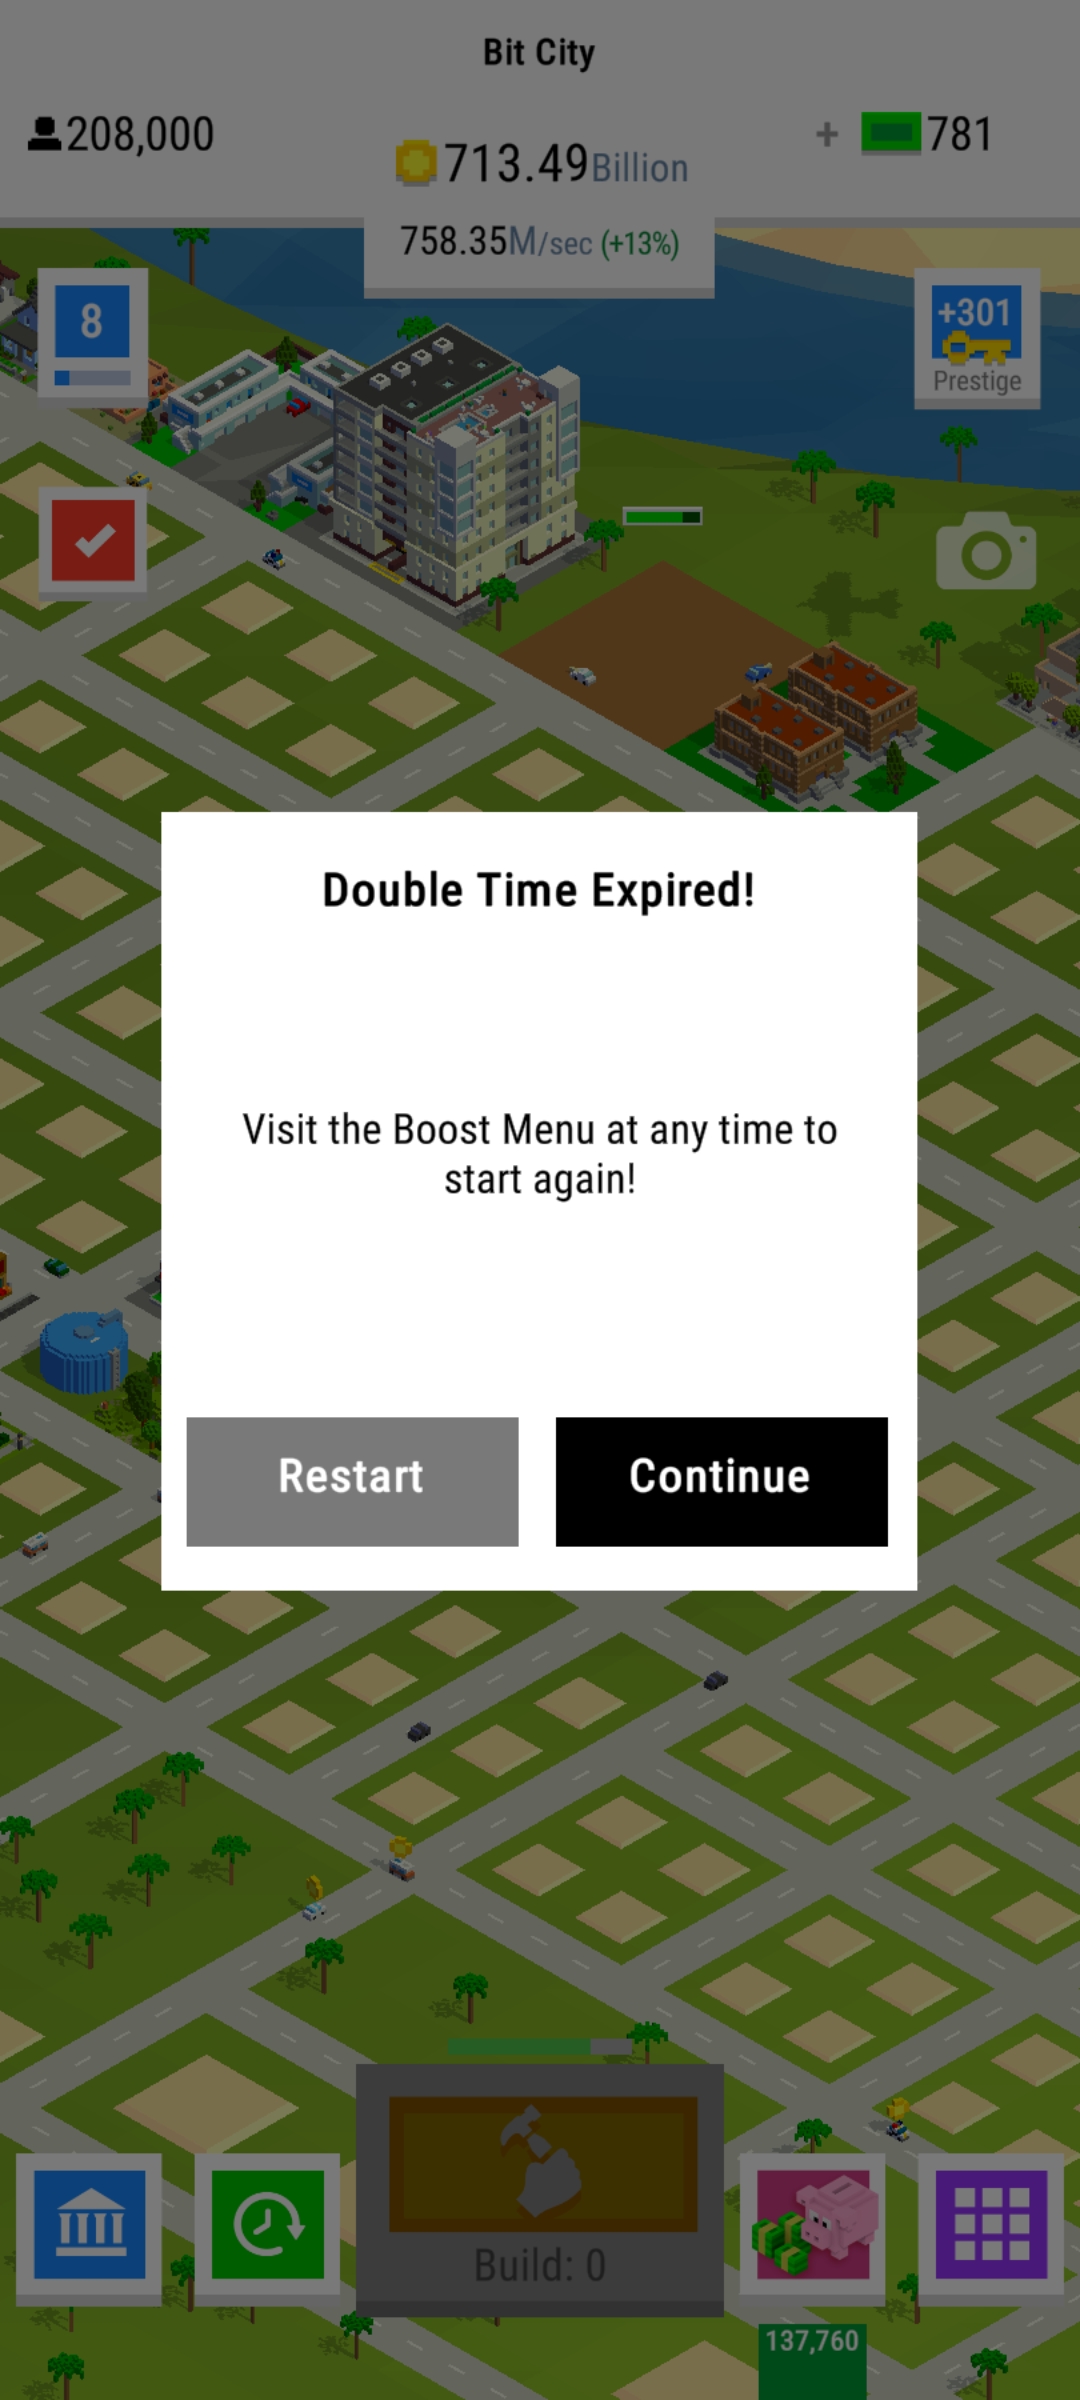 Bit City
208,000
713.49Billion
+ 781
758.35M/sec (+13%)
8
+301
Prestige
Double Time Expired!
Visit the Boost Menu at any time to
start again!
Restart
Continue
Build: 0
137,760